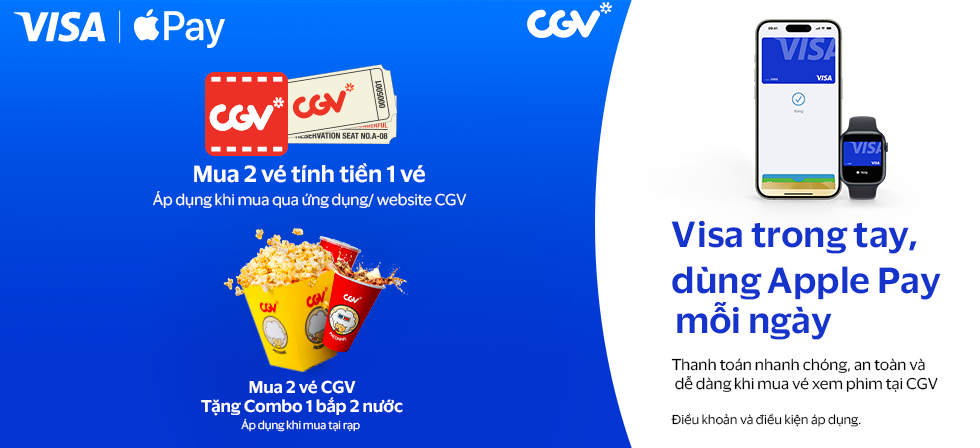 VISA | Pay
CGV*
CGV*
CGV*
0005001
RESERVATION SEAT NO.A-08
Mua 2 vé tính tiền 1 vé
Áp dụng khi mua qua ứng dụng/ website CGV
CGV
CGV
CGV
Mua 2 vé CGV
Tặng Combo 1 bắp 2 nước
Áp dụng khi mua tại rạp
VISA
VISA
VISA
VISA
Visa trong tay,
dùng Apple Pay
mỗi ngày
Thanh toán nhanh chóng, an toàn và
dễ dàng khi mua vé xem phim tại CGV
Điều khoản và điều kiện áp dụng.